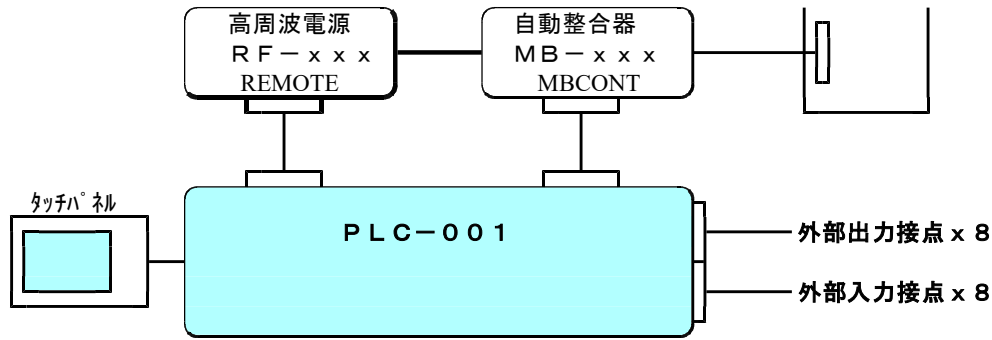 高周波電源
ＲＦ－ｘｘｘ
REMOTE
自動整合器
ＭＢ－ｘｘｘ
MBCONT
ﾀｯﾁﾊﾟﾈﾙ
ＰＬＣ－００１
外部出力接点ｘ８
外部入力接点ｘ８